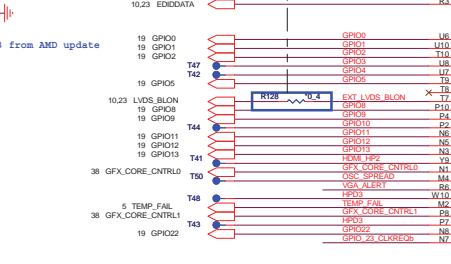 10,23 EDIDDATA R3
from AMD update
19 GPIO0 GPIO0 U6
19 GPIO1 GPIO1 U10
19 GPIO2 GPIO2 T10
T47 GPIO3 U8
T42 GPIO4 U7
19 GPIO5 GPIO5 T9
T8
10,23 LVDS_BLON R128 *0_4 EXT_LVDS_BLON T7
19 GPIO8 GPIO8 P10
19 GPIO9 GPIO9 P4
T44 GPIO10 P2
19 GPIO11 GPIO11 N6
19 GPIO12 GPIO12 N5
19 GPIO13 GPIO13 N3
T41 HDMI_HP2 Y9
38 GFX_CORE_CNTRL0 GFX_CORE_CNTRL0 N1
T50 OSC_SPREAD M4
VGA_ALERT R6
T48 HPD3 W10
5 TEMP_FAIL TEMP_FAIL M2
38 GFX_CORE_CNTRL1 GFX_CORE_CNTRL1 P8
T43 HPD3 P7
19 GPIO22 GPIO22 N8
GPIO_23_CLKREQb N7